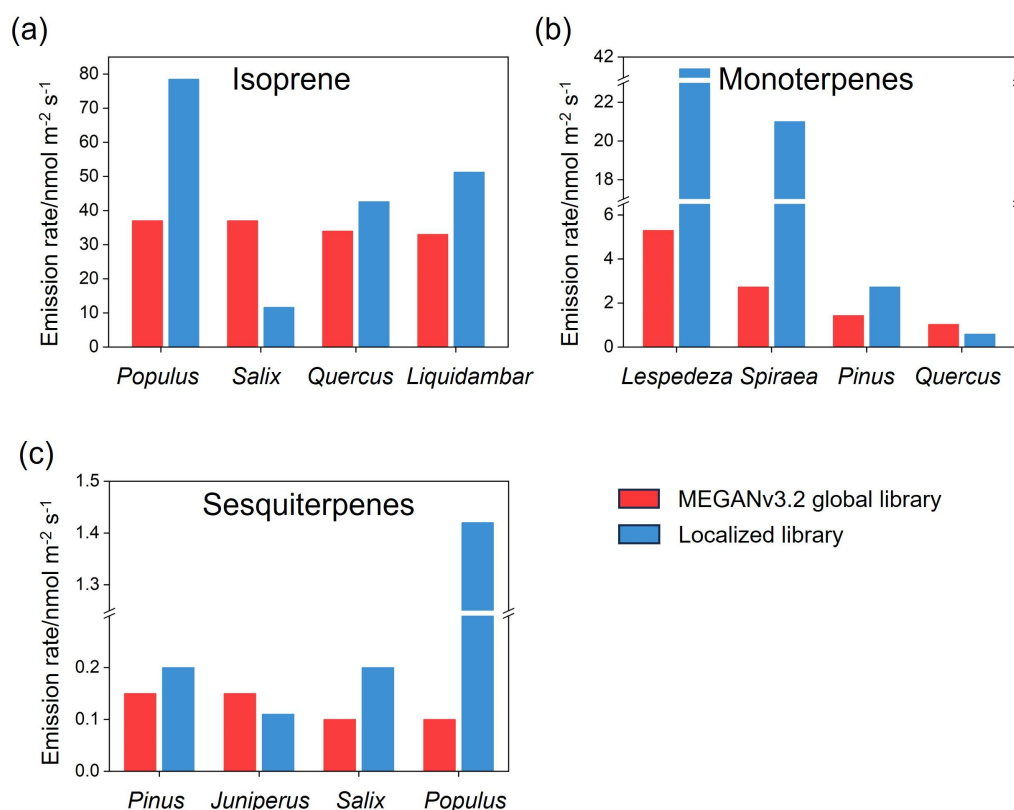 (a)
Isoprene
Emission rate/nmol m-2 s-1
80
70
60
50
40
30
20
10
0
Populus Salix Quercus Liquidambar
(b)
Monoterpenes
Emission rate/nmol m-2 s-1
42
22
20
18
6
4
2
0
Lespedeza Spiraea Pinus Quercus
(c)
Sesquiterpenes
Emission rate/nmol m-2 s-1
1.5
1.4
1.3
0.2
0.1
0.0
Pinus Juniperus Salix Populus
MEGANv3.2 global library
Localized library